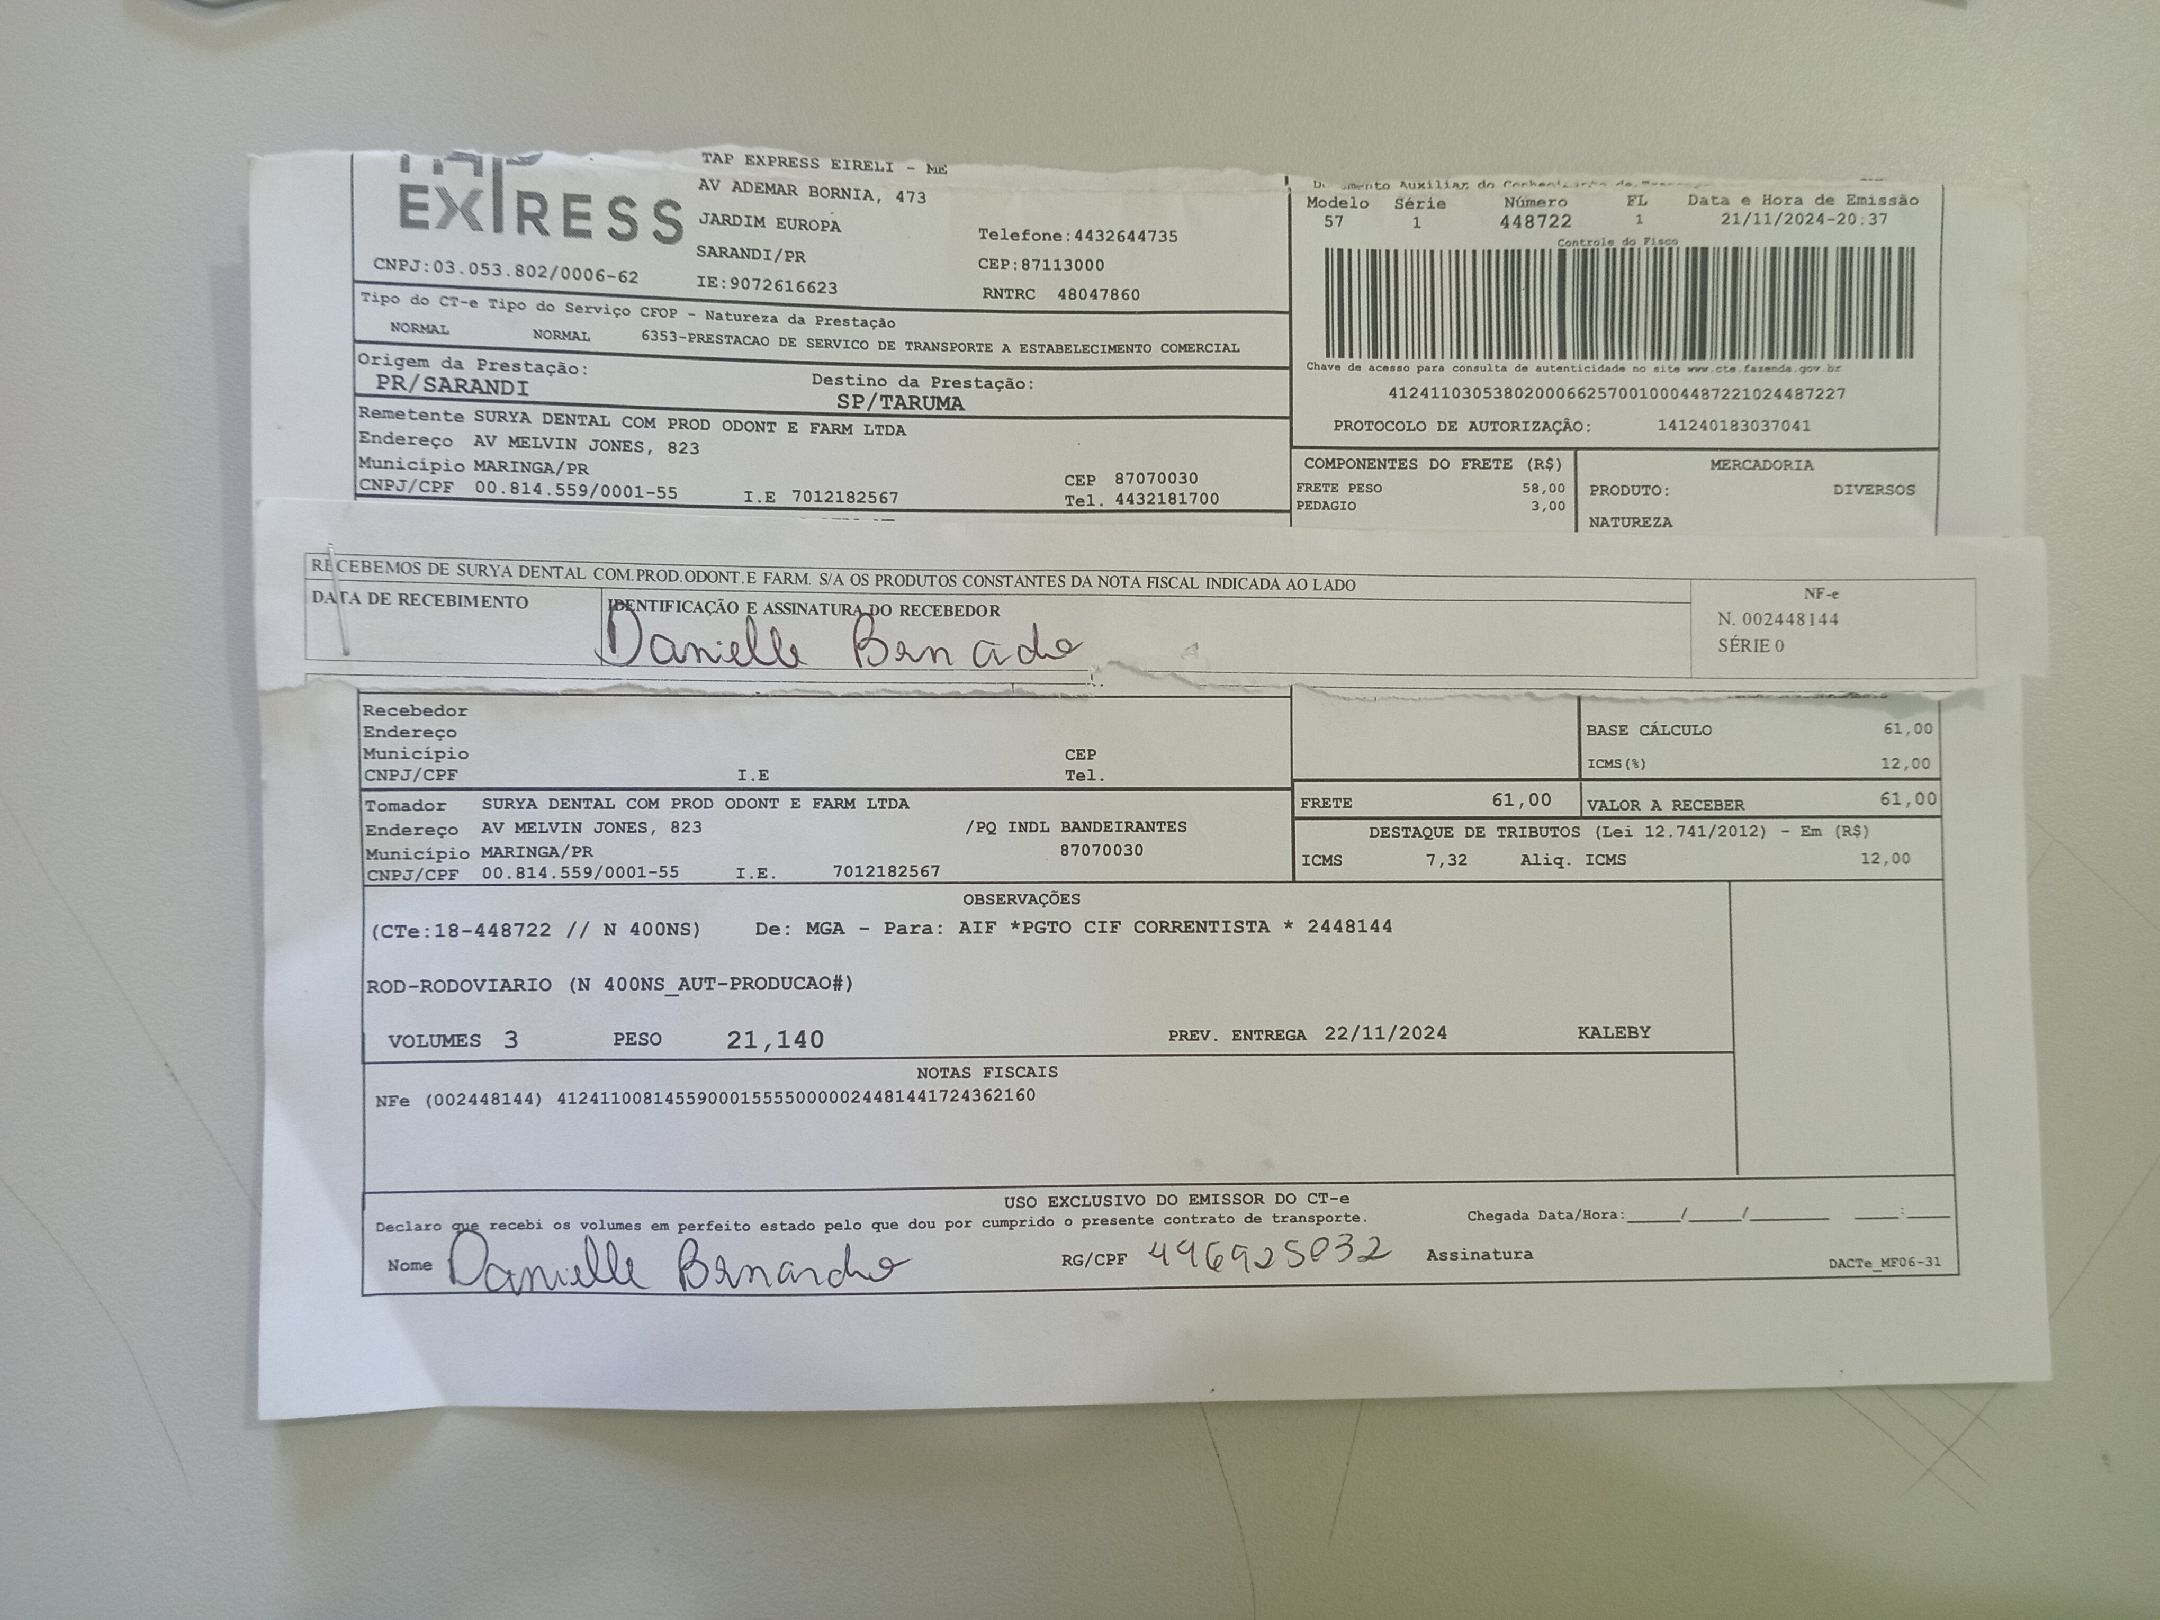 EXPRESS
TAP EXPRESS EIRELI - ME
AV ADEMAR BORNIA, 473
JARDIM EUROPA
SARANDI/PR
IE:9072616623
CNPJ:03.053.802/0006-62
Telefone:4432644735
CEP:87113000
RNTRC 48047860
Modelo Série Número FL Data e Hora de Emissão
57 1 448722 1 21/11/2024-20:37
Controle do Fisco
Chave de acesso para consulta de autenticidade no site www.cte.fazenda.gov.br
41241103053802000662570010004487221024487227
PROTOCOLO DE AUTORIZAÇÃO: 141240183037041
Tipo do CT-e Tipo do Serviço CFOP - Natureza da Prestação
NORMAL NORMAL 6353-PRESTACAO DE SERVICO DE TRANSPORTE A ESTABELECIMENTO COMERCIAL
Origem da Prestação: Destino da Prestação:
PR/SARANDI SP/TARUMA
Remetente SURYA DENTAL COM PROD ODONT E FARM LTDA
Endereço AV MELVIN JONES, 823
Município MARINGA/PR CEP 87070030
CNPJ/CPF 00.814.559/0001-55 I.E 7012182567 Tel. 4432181700
COMPONENTES DO FRETE (R$) MERCADORIA
FRETE PESO 58,00 PRODUTO: DIVERSOS
PEDAGIO 3,00
NATUREZA
RECEBEMOS DE SURYA DENTAL COM.PROD.ODONT.E FARM. S/A OS PRODUTOS CONSTANTES DA NOTA FISCAL INDICADA AO LADO
DATA DE RECEBIMENTO IDENTIFICAÇÃO E ASSINATURA DO RECEBEDOR
Danielle Bernardo
NF-e
N. 002448144
SÉRIE 0
Recebedor
Endereço
Município CEP
CNPJ/CPF I.E Tel.
BASE CÁLCULO 61,00
ICMS(%) 12,00
FRETE 61,00 VALOR A RECEBER 61,00
Tomador SURYA DENTAL COM PROD ODONT E FARM LTDA
Endereço AV MELVIN JONES, 823 /PQ INDL BANDEIRANTES
Município MARINGA/PR 87070030
CNPJ/CPF 00.814.559/0001-55 I.E. 7012182567
DESTAQUE DE TRIBUTOS (Lei 12.741/2012) - Em (R$)
ICMS 7,32 Aliq. ICMS 12,00
OBSERVAÇÕES
(CTe:18-448722 // N 400NS) De: MGA - Para: AIF *PGTO CIF CORRENTISTA * 2448144
ROD-RODOVIARIO (N 400NS_AUT-PRODUCAO#)
VOLUMES 3 PESO 21,140 PREV. ENTREGA 22/11/2024 KALEBY
NOTAS FISCAIS
NFe (002448144) 41241100814559000155550000024481441724362160
USO EXCLUSIVO DO EMISSOR DO CT-e
Declaro que recebi os volumes em perfeito estado pelo que dou por cumprido o presente contrato de transporte. Chegada Data/Hora:____/____/______ ___:___
Nome Danielle Bernardo RG/CPF 496925032 Assinatura
DACTe_MF06-31